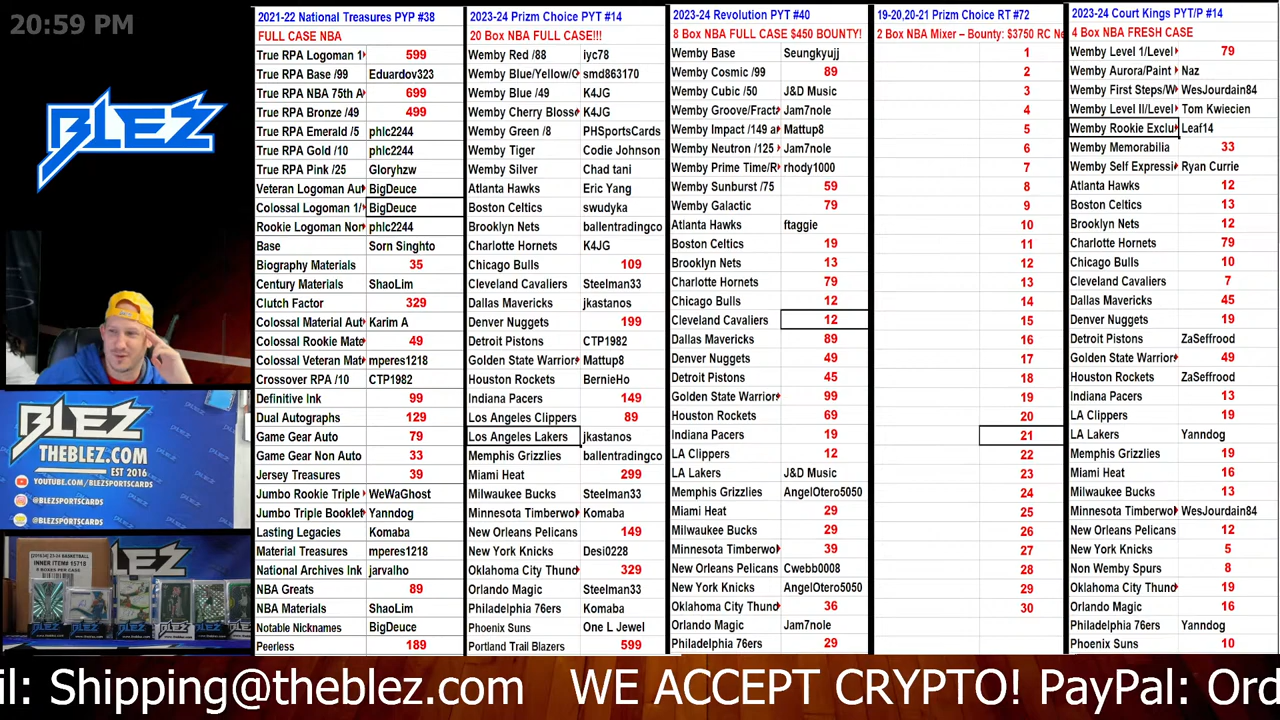 20:59 PM
BLEZ
BLEZ
THEBLEZ.COM
EST 2016
YOUTUBE.COM/BLEZSPORTSCARDS
@BLEZSPORTSCARDS
@BLEZSPORTSCARDS
INNER ITEM# 15718
2021-22 National Treasures PYP #38
FULL CASE NBA
True RPA Logoman 1 599
True RPA Base /99 Eduardov323
True RPA NBA 75th A 699
True RPA Bronze /49 499
True RPA Emerald /5 phlc2244
True RPA Gold /10 phlc2244
True RPA Pink /25 Gloryhzw
Veteran Logoman Au BigDeuce
Colossal Logoman 1/ BigDeuce
Rookie Logoman Non phlc2244
Base Sorn Singhto
Biography Materials 35
Century Materials ShaoLim
Clutch Factor 329
Colossal Material Aut Karim A
Colossal Rookie Mate 49
Colossal Veteran Mat mperes1218
Crossover RPA /10 CTP1982
Definitive Ink 99
Dual Autographs 129
Game Gear Auto 79
Game Gear Non Auto 33
Jersey Treasures 39
Jumbo Rookie Triple WeWaGhost
Jumbo Triple Booklet Yanndog
Lasting Legacies Komaba
Material Treasures mperes1218
National Archives Ink jarvalho
NBA Greats 89
NBA Materials ShaoLim
Notable Nicknames BigDeuce
Peerless 189
2023-24 Prizm Choice PYT #14
20 Box NBA FULL CASE!!!
Wemby Red /88 iyc78
Wemby Blue/Yellow/G smd863170
Wemby Blue /49 K4JG
Wemby Cherry Blosso K4JG
Wemby Green /8 PHSportsCards
Wemby Tiger Codie Johnson
Wemby Silver Chad tani
Atlanta Hawks Eric Yang
Boston Celtics swudyka
Brooklyn Nets ballentradingco
Charlotte Hornets K4JG
Chicago Bulls 109
Cleveland Cavaliers Steelman33
Dallas Mavericks jkastanos
Denver Nuggets 199
Detroit Pistons CTP1982
Golden State Warrior Mattup8
Houston Rockets BernieHo
Indiana Pacers 149
Los Angeles Clippers 89
Los Angeles Lakers jkastanos
Memphis Grizzlies ballentradingco
Miami Heat 299
Milwaukee Bucks Steelman33
Minnesota Timberwo Komaba
New Orleans Pelicans 149
New York Knicks Desi0228
Oklahoma City Thund 329
Orlando Magic Steelman33
Philadelphia 76ers Komaba
Phoenix Suns One L Jewel
Portland Trail Blazers 599
2023-24 Revolution PYT #40
8 Box NBA FULL CASE $450 BOUNTY!
Wemby Base Seungkyujj
Wemby Cosmic /99 89
Wemby Cubic /50 J&D Music
Wemby Groove/Fract Jam7nole
Wemby Impact /149 a Mattup8
Wemby Neutron /125 Jam7nole
Wemby Prime Time/R rhody1000
Wemby Sunburst /75 59
Wemby Galactic 79
Atlanta Hawks ftaggie
Boston Celtics 19
Brooklyn Nets 13
Charlotte Hornets 79
Chicago Bulls 12
Cleveland Cavaliers 12
Dallas Mavericks 89
Denver Nuggets 49
Detroit Pistons 45
Golden State Warrior 99
Houston Rockets 69
Indiana Pacers 19
LA Clippers 12
LA Lakers J&D Music
Memphis Grizzlies AngelOtero5050
Miami Heat 29
Milwaukee Bucks 29
Minnesota Timberwo 39
New Orleans Pelicans Cwebb0008
New York Knicks AngelOtero5050
Oklahoma City Thund 36
Orlando Magic Jam7nole
Philadelphia 76ers 29
19-20,20-21 Prizm Choice RT #72
2 Box NBA Mixer – Bounty: $3750 RC Ne
1
2
3
4
5
6
7
8
9
10
11
12
13
14
15
16
17
18
19
20
21
22
23
24
25
26
27
28
29
30
2023-24 Court Kings PYT/P #14
4 Box NBA FRESH CASE
Wemby Level 1/Level 79
Wemby Aurora/Paint Naz
Wemby First Steps/W WesJourdain84
Wemby Level II/Level Tom Kwiecien
Wemby Rookie Exclu Leaf14
Wemby Memorabilia 33
Wemby Self Expressi Ryan Currie
Atlanta Hawks 12
Boston Celtics 13
Brooklyn Nets 12
Charlotte Hornets 79
Chicago Bulls 10
Cleveland Cavaliers 7
Dallas Mavericks 45
Denver Nuggets 19
Detroit Pistons ZaSeffrood
Golden State Warrior 49
Houston Rockets ZaSeffrood
Indiana Pacers 13
LA Clippers 19
LA Lakers Yanndog
Memphis Grizzlies 19
Miami Heat 16
Milwaukee Bucks 13
Minnesota Timberwo WesJourdain84
New Orleans Pelicans 12
New York Knicks 5
Non Wemby Spurs 8
Oklahoma City Thund 19
Orlando Magic 16
Philadelphia 76ers Yanndog
Phoenix Suns 10
il: Shipping@theblez.com WE ACCEPT CRYPTO! PayPal: Ord